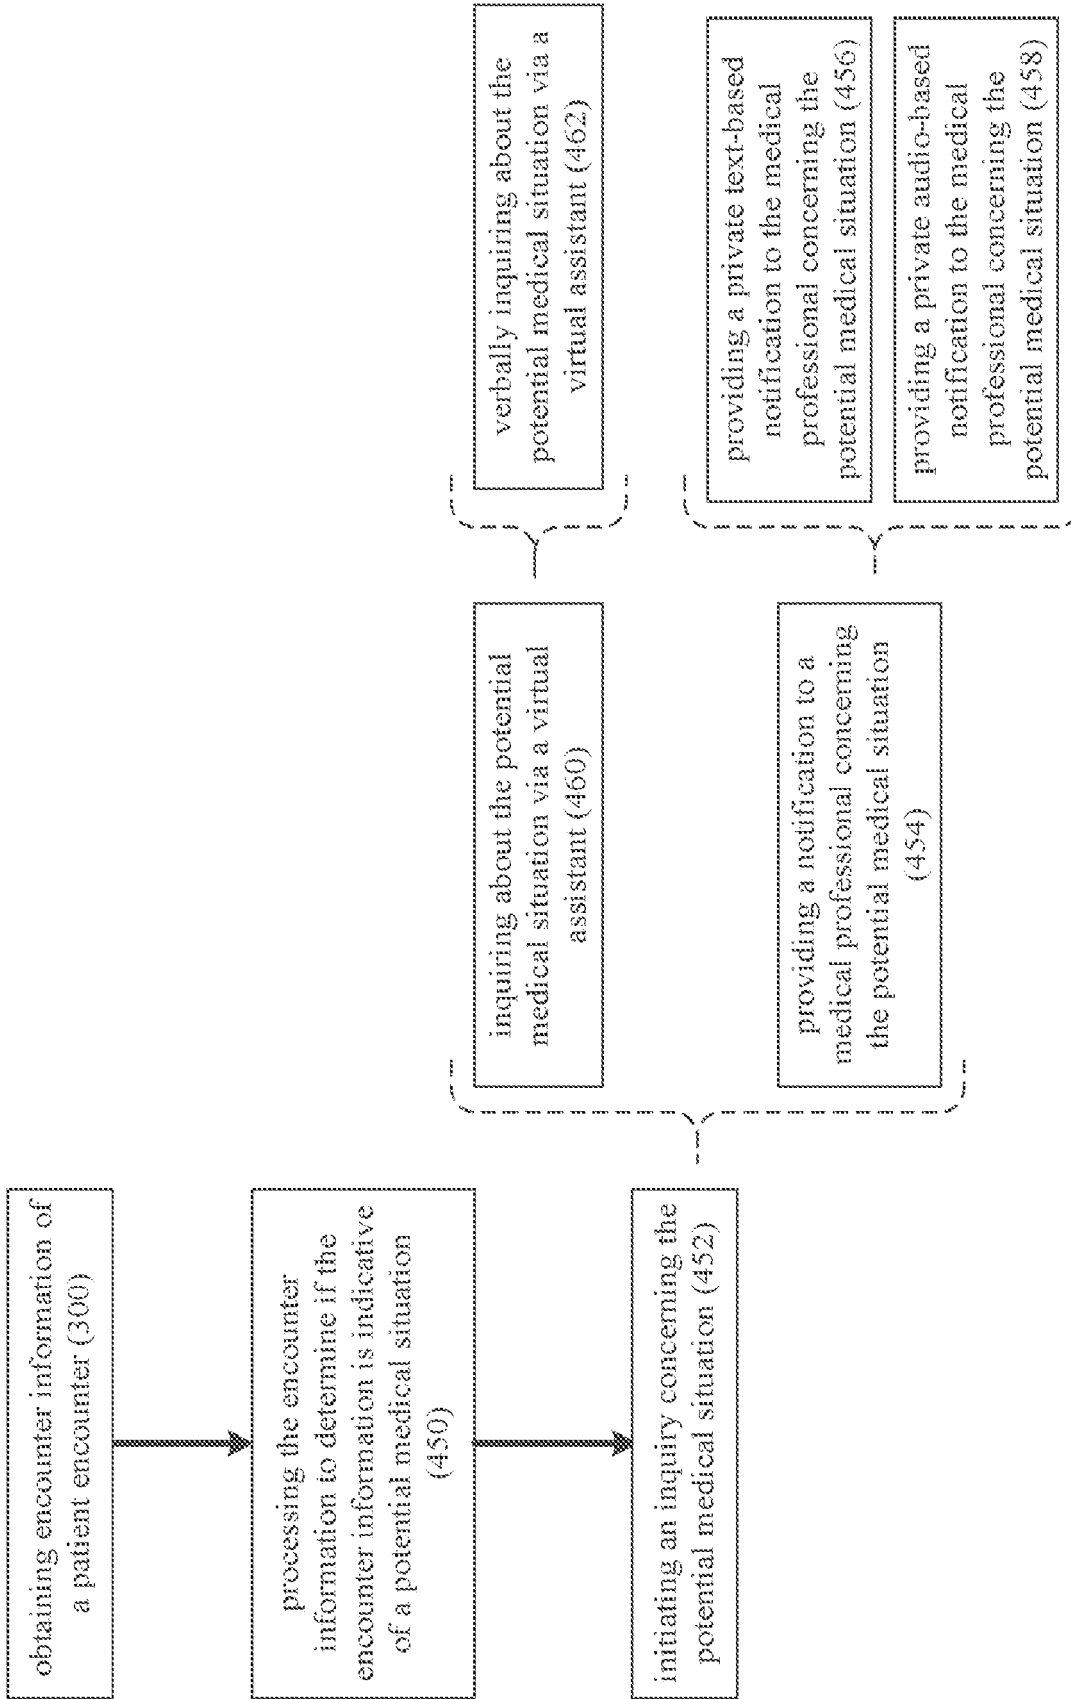 obtaining encounter information of
a patient encounter (300)
processing the encounter
information to determine if the
encounter information is indicative
of a potential medical situation
(450)
initiating an inquiry concerning the
potential medical situation (452)
inquiring about the potential
medical situation via a virtual
assistant (460)
providing a notification to a
medical professional concerning
the potential medical situation
(454)
verbally inquiring about the
potential medical situation via a
virtual assistant (462)
providing a private text-based
notification to the medical
professional concerning the
potential medical situation (456)
providing a private audio-based
notification to the medical
professional concerning the
potential medical situation (458)